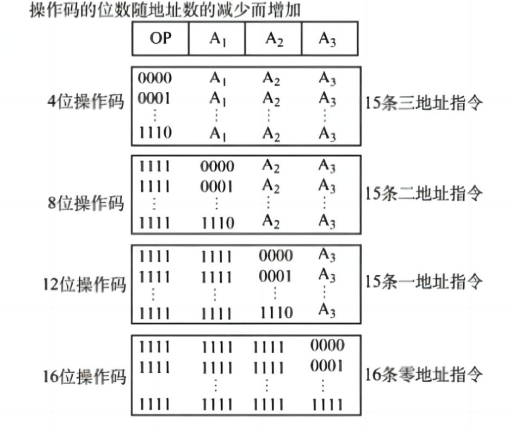 操作码的位数随地址数的减少而增加
OP A₁ A₂ A₃
0000 A₁ A₂ A₃
4位操作码 0001 A₁ A₂ A₃ 15条三地址指令
⋮ ⋮ ⋮ ⋮
1110 A₁ A₂ A₃
1111 0000 A₂ A₃
1111 0001 A₂ A₃ 15条二地址指令
8位操作码 ⋮ ⋮ ⋮ ⋮
1111 1110 A₂ A₃
1111 1111 0000 A₃
12位操作码 1111 1111 0001 A₃ 15条一地址指令
⋮ ⋮ ⋮ ⋮
1111 1111 1110 A₃
1111 1111 1111 0000
16位操作码 1111 1111 1111 0001 16条零地址指令
⋮ ⋮ ⋮
1111 1111 1111 1111